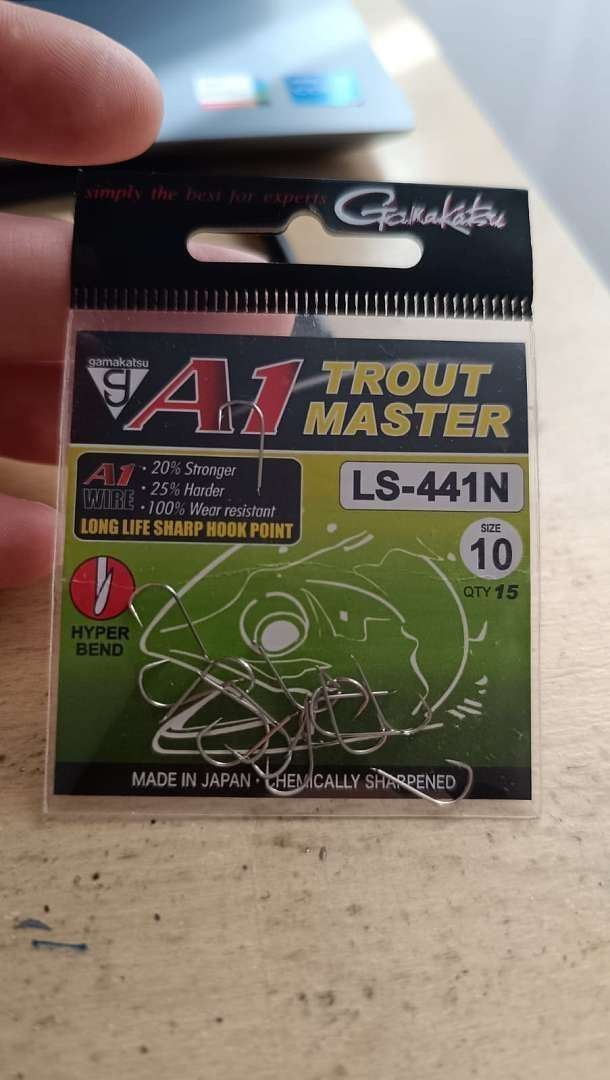 simply the best for experts
Gamakatsu
gamakatsu
A1
TROUT
MASTER
A1
WIRE
• 20% Stronger
• 25% Harder
• 100% Wear resistant
LONG LIFE SHARP HOOK POINT
LS-441N
SIZE
10
QTY 15
HYPER
BEND
MADE IN JAPAN • CHEMICALLY SHARPENED